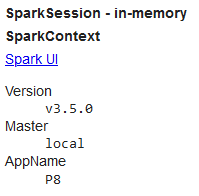 SparkSession - in-memory
SparkContext
Spark UI
Version
v3.5.0
Master
local
AppName
P8